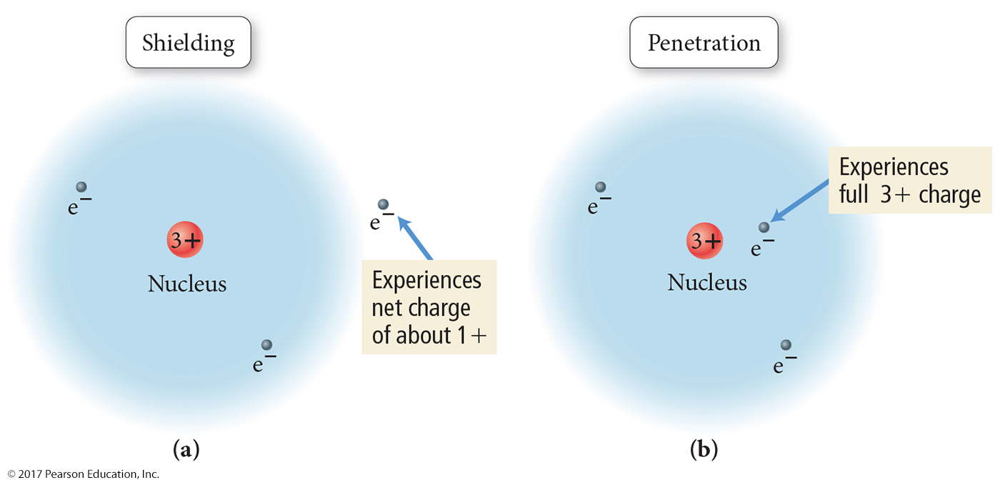 Shielding
e−
3+
Nucleus
e−
e−
Experiences
net charge
of about 1+
(a)
Penetration
e−
3+
Nucleus
e−
e−
Experiences
full 3+ charge
(b)
© 2017 Pearson Education, Inc.